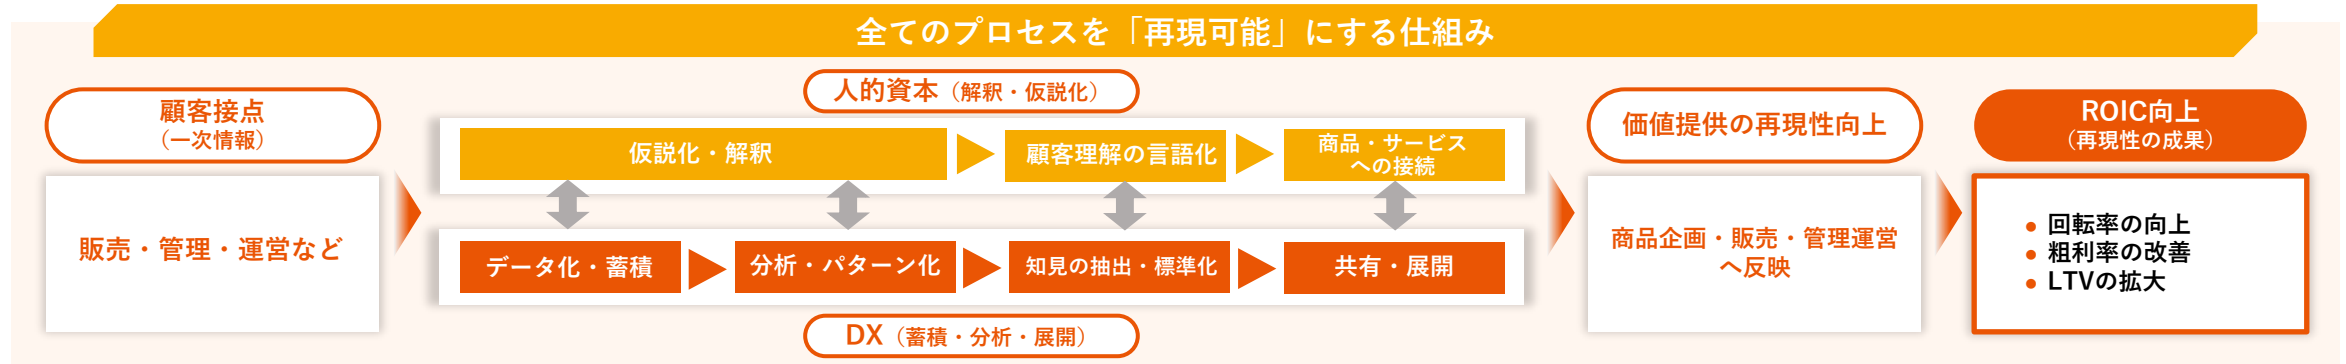 全てのプロセスを「再現可能」にする仕組み
顧客接点
（一次情報）
販売・管理・運営など
人的資本（解釈・仮説化）
仮説化・解釈
顧客理解の言語化
商品・サービス
への接続
データ化・蓄積
分析・パターン化
知見の抽出・標準化
共有・展開
DX（蓄積・分析・展開）
価値提供の再現性向上
商品企画・販売・管理運営
へ反映
ROIC向上
（再現性の成果）
● 回転率の向上
● 粗利率の改善
● LTVの拡大